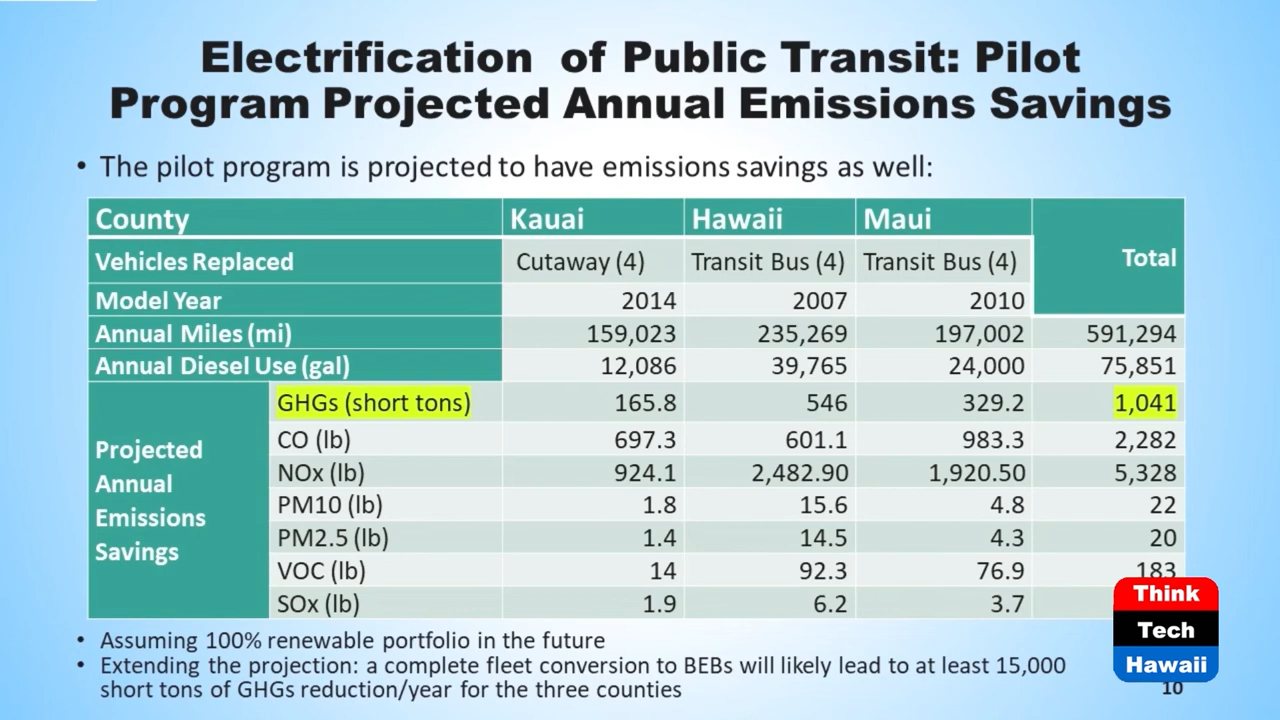 Electrification of Public Transit: Pilot
Program Projected Annual Emissions Savings
• The pilot program is projected to have emissions savings as well:
County Kauai Hawaii Maui Total
Vehicles Replaced Cutaway (4) Transit Bus (4) Transit Bus (4)
Model Year 2014 2007 2010
Annual Miles (mi) 159,023 235,269 197,002 591,294
Annual Diesel Use (gal) 12,086 39,765 24,000 75,851
Projected
Annual
Emissions
Savings
GHGs (short tons) 165.8 546 329.2 1,041
CO (lb) 697.3 601.1 983.3 2,282
NOx (lb) 924.1 2,482.90 1,920.50 5,328
PM10 (lb) 1.8 15.6 4.8 22
PM2.5 (lb) 1.4 14.5 4.3 20
VOC (lb) 14 92.3 76.9 183
SOx (lb) 1.9 6.2 3.7
• Assuming 100% renewable portfolio in the future
• Extending the projection: a complete fleet conversion to BEBs will likely lead to at least 15,000
short tons of GHGs reduction/year for the three counties
Think
Tech
Hawaii
10